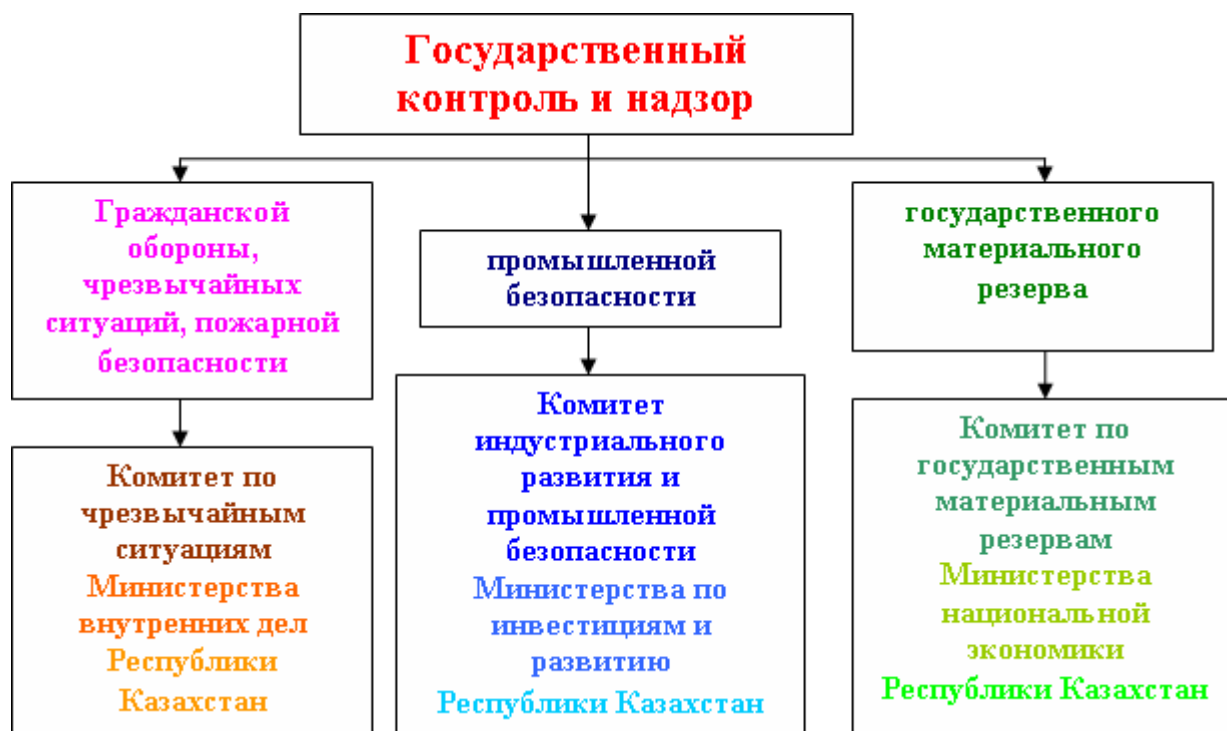 Государственный
контроль и надзор
Гражданской
обороны,
чрезвычайных
ситуаций, пожарной
безопасности
промышленной
безопасности
государственного
материального
резерва
Комитет по
чрезвычайным
ситуациям
Министерства
внутренних дел
Республики
Казахстан
Комитет
индустриального
развития и
промышленной
безопасности
Министерства по
инвестициям и
развитию
Республики Казахстан
Комитет по
государственным
материальным
резервам
Министерства
национальной
экономики
Республики Казахстан